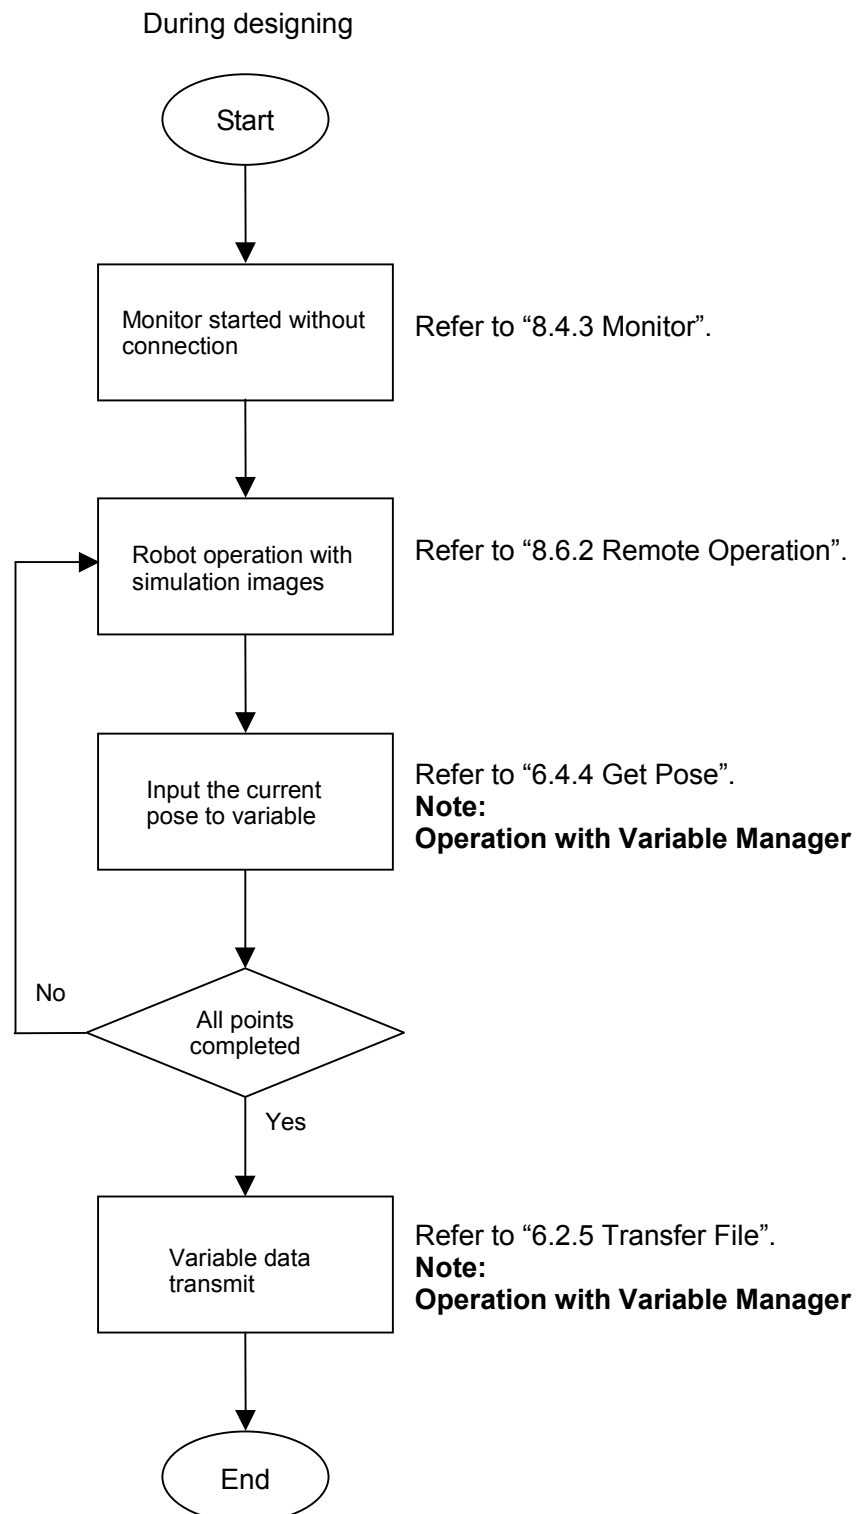 During designing
Start
Monitor started without
connection
Refer to “8.4.3 Monitor”.
Robot operation with
simulation images
Refer to “8.6.2 Remote Operation”.
Input the current
pose to variable
Refer to “6.4.4 Get Pose”.
Note:
Operation with Variable Manager
No
All points
completed
Yes
Variable data
transmit
Refer to “6.2.5 Transfer File”.
Note:
Operation with Variable Manager
End